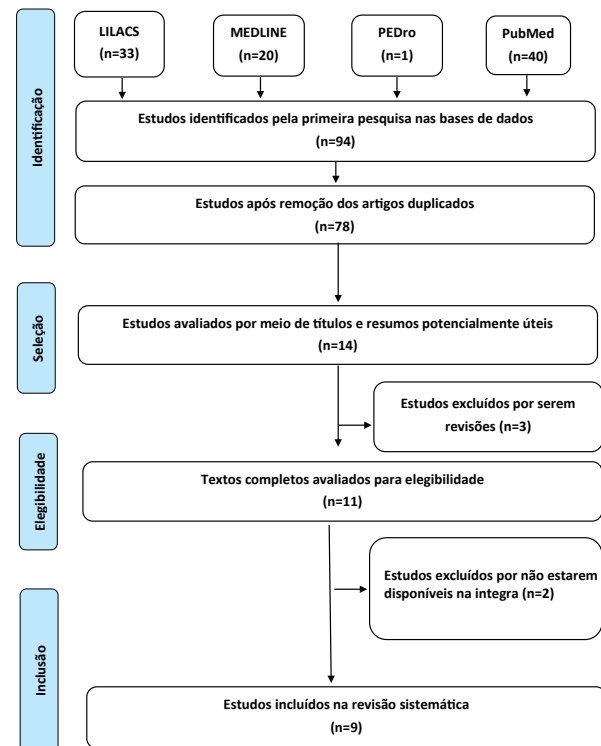 LILACS
(n=33)
MEDLINE
(n=20)
PEDro
(n=1)
PubMed
(n=40)
Identificação
Estudos identificados pela primeira pesquisa nas bases de dados
(n=94)
Estudos após remoção dos artigos duplicados
(n=78)
Seleção
Estudos avaliados por meio de títulos e resumos potencialmente úteis
(n=14)
Estudos excluídos por serem
revisões (n=3)
Elegibilidade
Textos completos avaliados para elegibilidade
(n=11)
Estudos excluídos por não estarem
disponíveis na integra (n=2)
Inclusão
Estudos incluídos na revisão sistemática
(n=9)